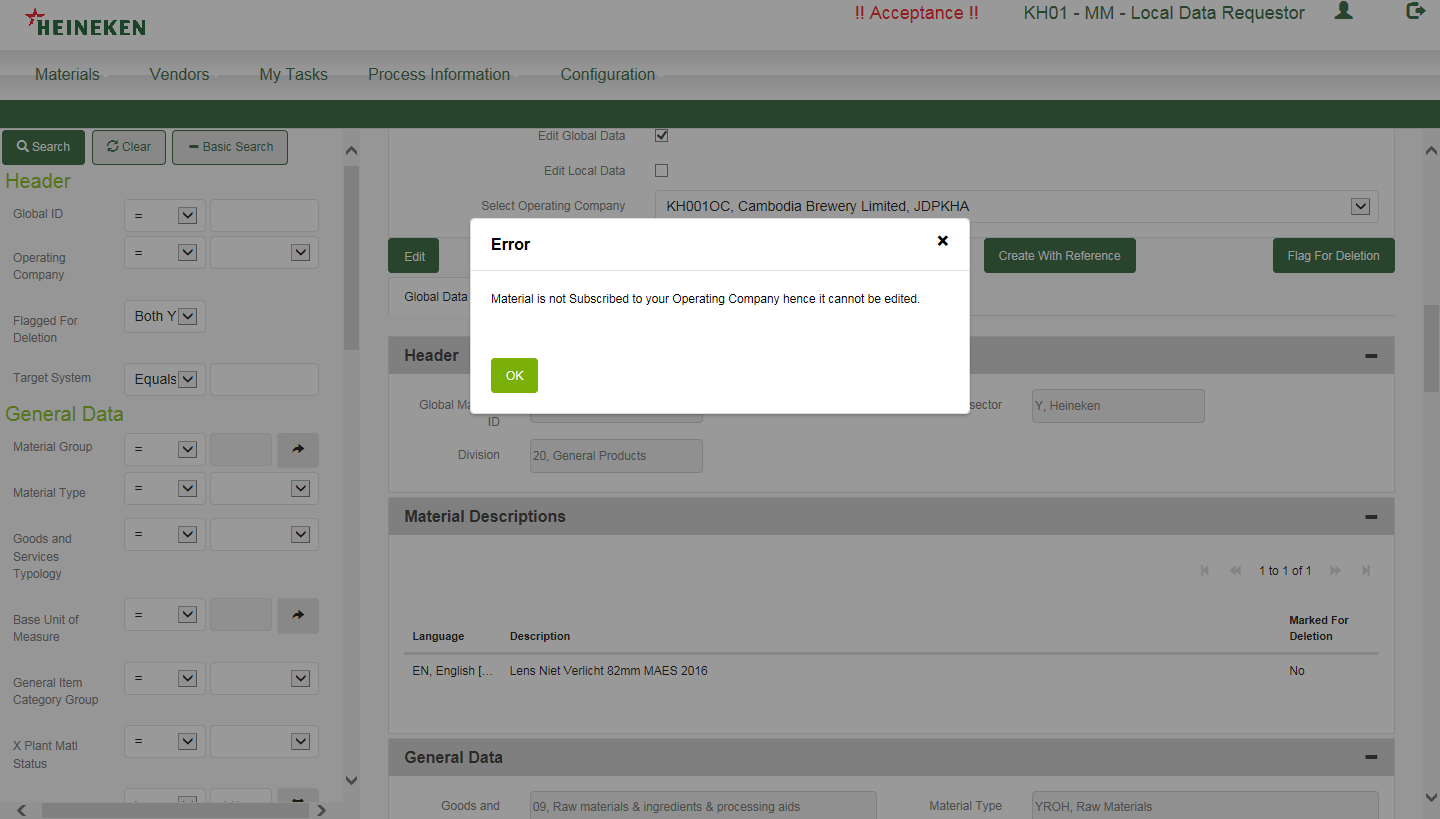 HEINEKEN
!! Acceptance !!
KH01 - MM - Local Data Requestor
Materials
Vendors
My Tasks
Process Information
Configuration
Search
Clear
Basic Search
Header
Global ID
=
Operating
Company
=
Flagged For
Deletion
Both Y
Target System
Equals
General Data
Material Group
=
Material Type
=
Goods and
Services
Typology
=
Base Unit of
Measure
=
General Item
Category Group
=
X Plant Matl
Status
=
Edit Global Data
Edit Local Data
Select Operating Company
KH001OC, Cambodia Brewery Limited, JDPKHA
Edit
Create With Reference
Flag For Deletion
Global Data
Error
Material is not Subscribed to your Operating Company hence it cannot be edited.
OK
Header
Global Ma
ID
sector
Y, Heineken
Division
20, General Products
Material Descriptions
1 to 1 of 1
Language
Description
Marked For
Deletion
EN, English [...
Lens Niet Verlicht 82mm MAES 2016
No
General Data
Goods and
09, Raw materials & ingredients & processing aids
Material Type
YROH, Raw Materials